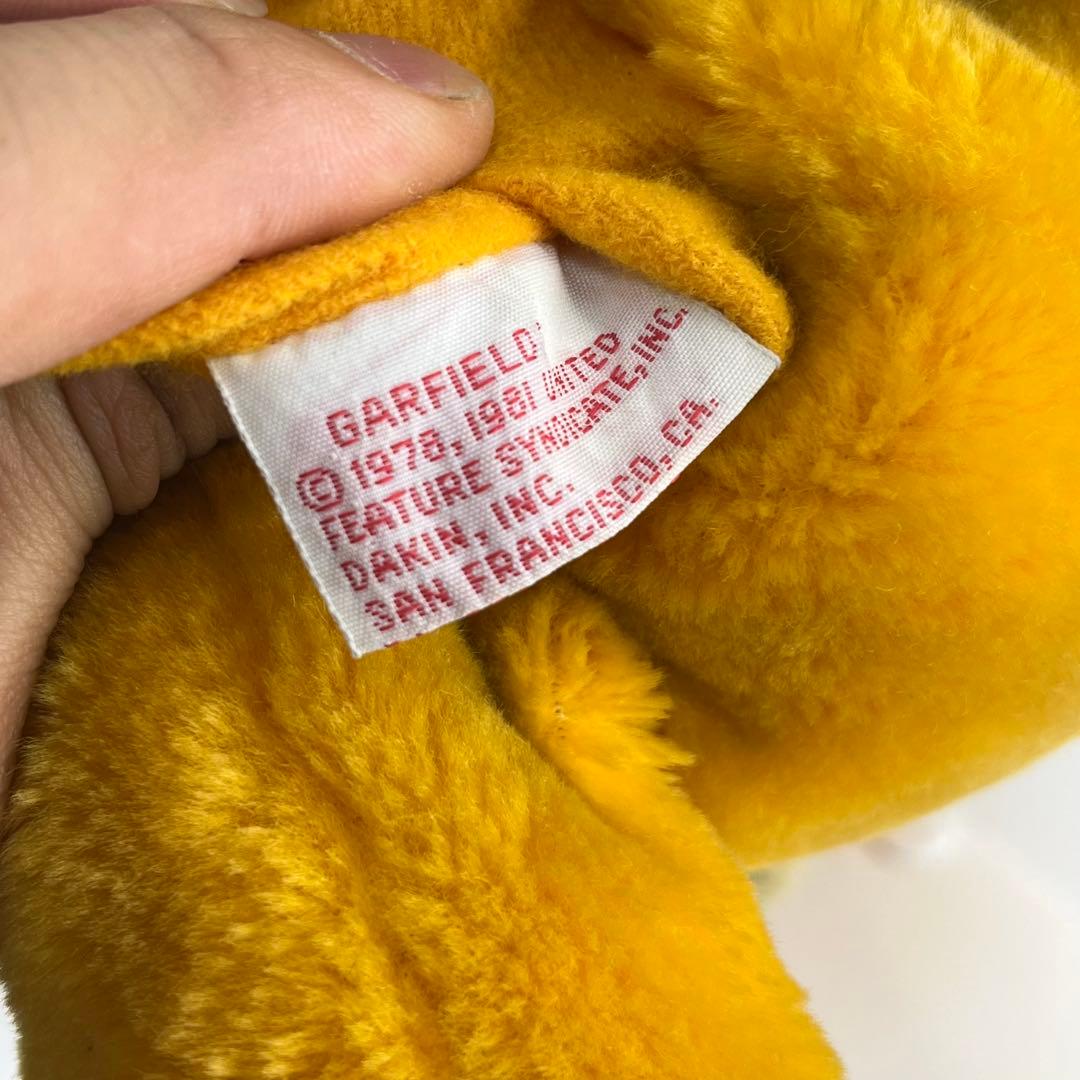 GARFIELD
© 1978, 1981 UNITED
FEATURE SYNDICATE, INC.
DAKIN, INC.
SAN FRANCISCO, CA.